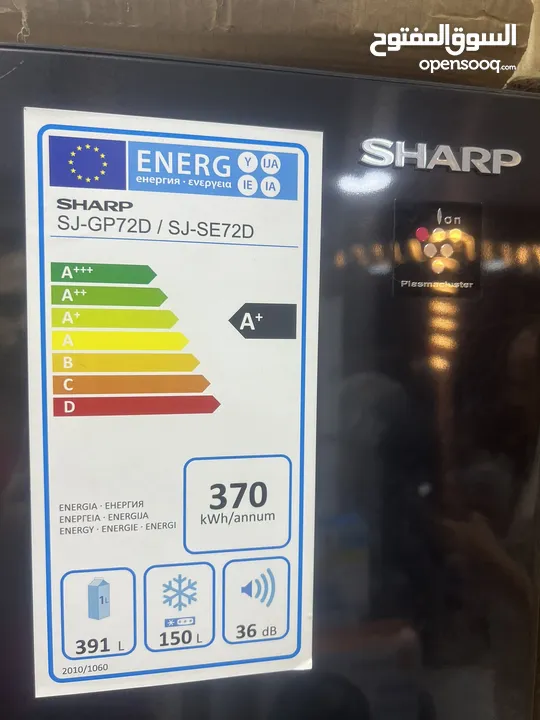 السوق المفتوح
opensooq.com
SHARP
Ion
Plasmacluster
ENERG
енергия · ενεργεια
Y IJA
IE IA
SHARP
SJ-GP72D / SJ-SE72D
A+++
A++
A+
A
B
C
D
A+
ENERGIA · ЕНЕРГИЯ
ΕΝΕΡΓΕΙΑ · ENERGIJA
ENERGY · ENERGIE · ENERGI
370
kWh/annum
1L
391 L
150 L
36 dB
2010/1060